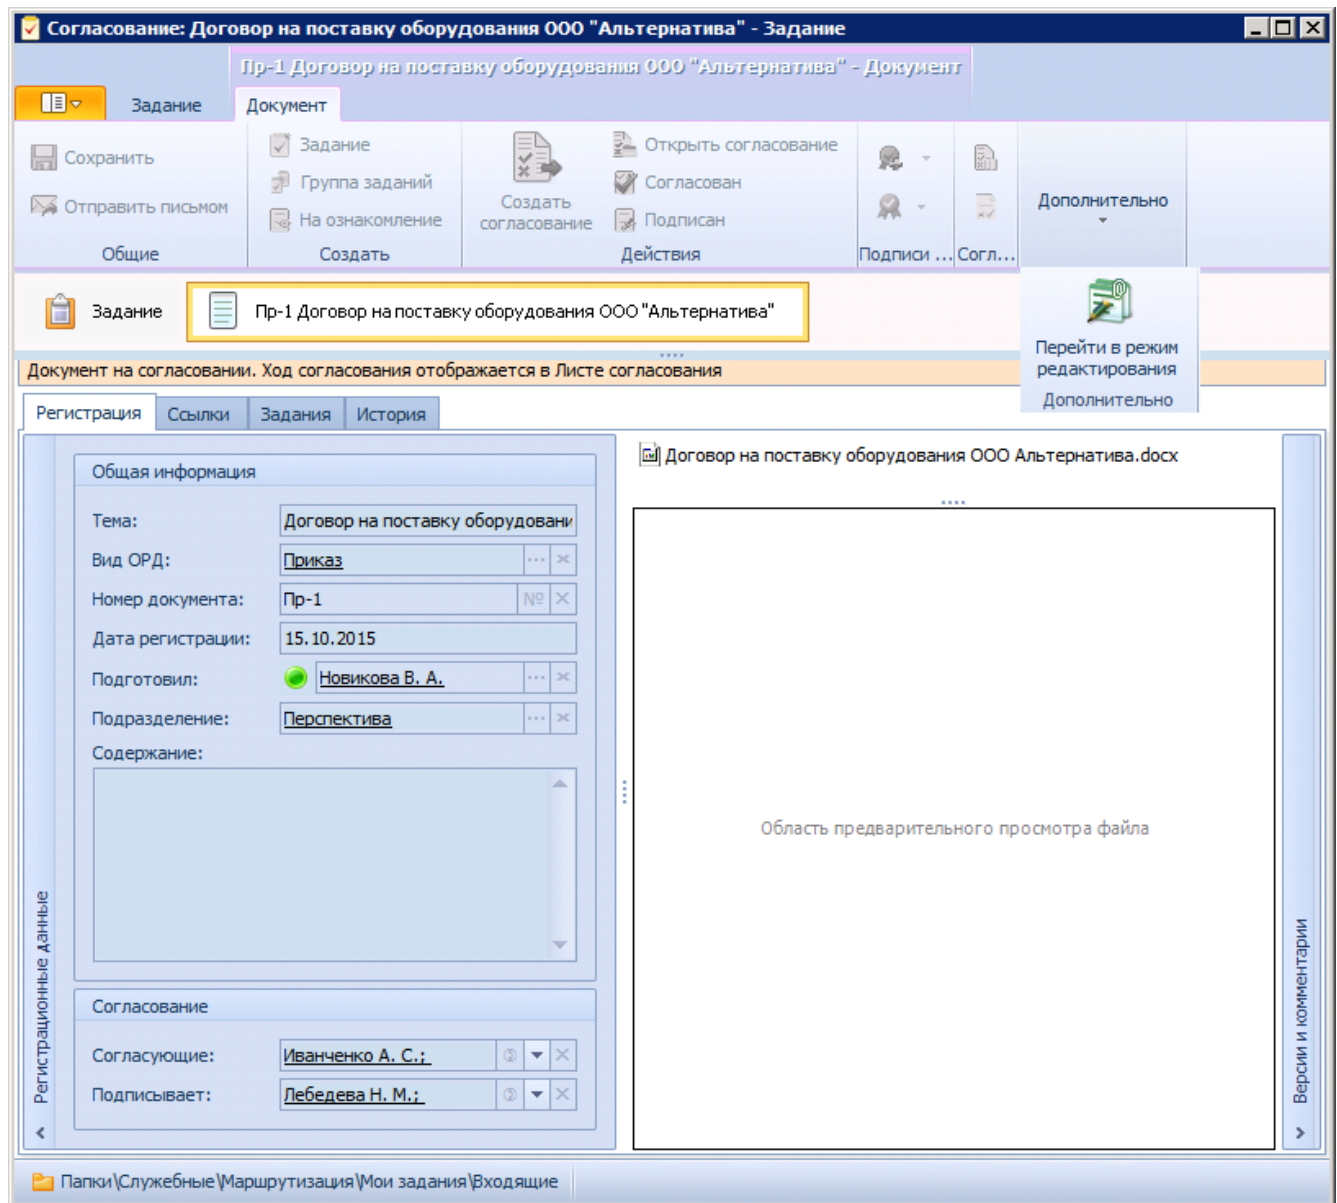 Согласование: Договор на поставку оборудования ООО "Альтернатива" - Задание
Пр-1 Договор на поставку оборудования ООО "Альтернатива" - Документ
Задание
Документ
Сохранить
Отправить письмом
Общие
Задание
Группа заданий
На ознакомление
Создать
Создать
согласование
Открыть согласование
Согласован
Подписан
Действия
Подписи ...
Согл...
Дополнительно
Задание
Пр-1 Договор на поставку оборудования ООО "Альтернатива"
Перейти в режим
редактирования
Дополнительно
Документ на согласовании. Ход согласования отображается в Листе согласования
Регистрация
Ссылки
Задания
История
Регистрационные данные
Общая информация
Тема:
Договор на поставку оборудовани
Вид ОРД:
Приказ
Номер документа:
Пр-1
№
Дата регистрации:
15.10.2015
Подготовил:
Новикова В. А.
Подразделение:
Перспектива
Содержание:
Согласование
Согласующие:
Иванченко А. С.;
Подписывает:
Лебедева Н. М.;
Договор на поставку оборудования ООО Альтернатива.docx
Область предварительного просмотра файла
Версии и комментарии
Папки\Служебные\Маршрутизация\Мои задания\Входящие